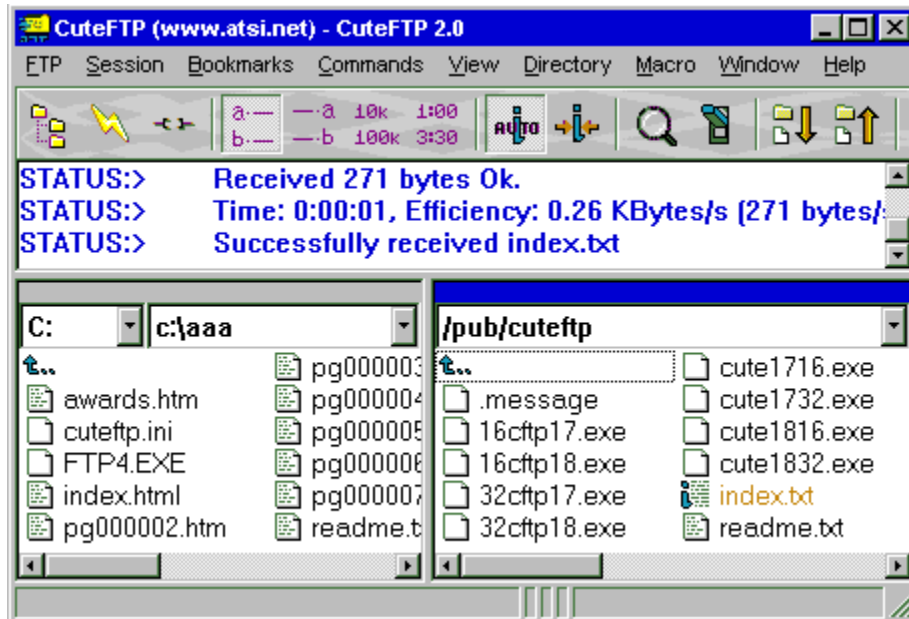 CuteFTP (www.atsi.net) - CuteFTP 2.0
FTP Session Bookmarks Commands View Directory Macro Window Help
a a 10k 1:00
b b 100k 3:30
AUTO
STATUS:> Received 271 bytes Ok.
STATUS:> Time: 0:00:01, Efficiency: 0.26 KBytes/s (271 bytes/
STATUS:> Successfully received index.txt
C: c:\aaa
..
awards.htm
cuteftp.ini
FTP4.EXE
index.html
pg000002.htm
pg000003
pg000004
pg000005
pg000006
pg000007
readme.t
/pub/cuteftp
..
.message
16cftp17.exe
16cftp18.exe
32cftp17.exe
32cftp18.exe
cute1716.exe
cute1732.exe
cute1816.exe
cute1832.exe
index.txt
readme.txt